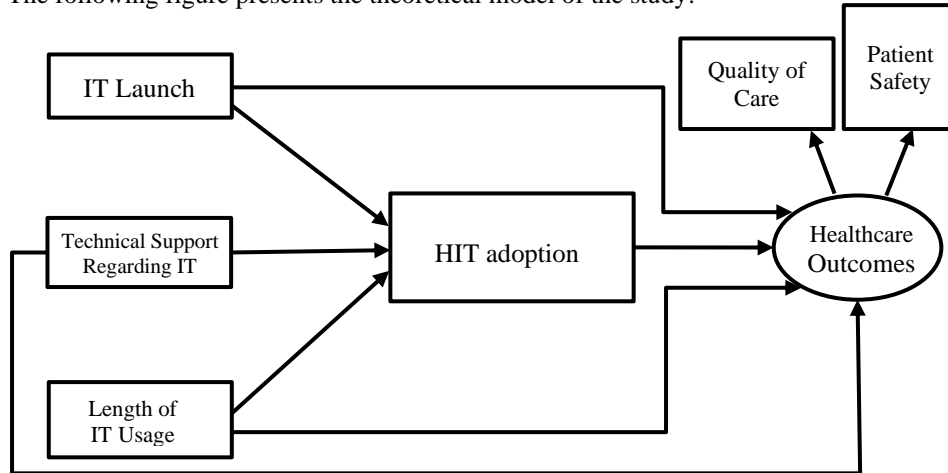 The following figure presents the theoretical model of the study:
IT Launch
Quality of
Care
Patient
Safety
Technical Support
Regarding IT
HIT adoption
Healthcare
Outcomes
Length of
IT Usage